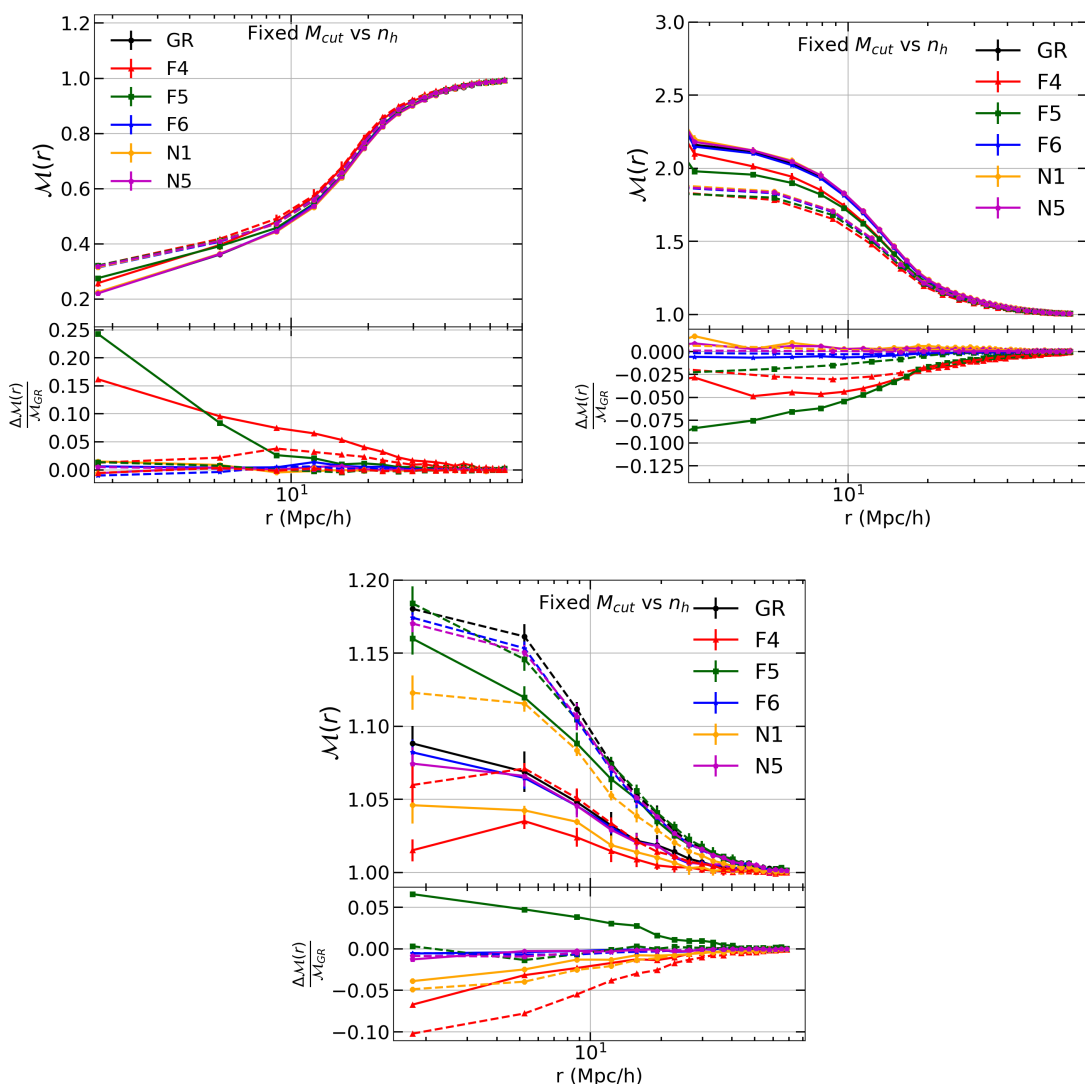 Fixed M_cut vs n_h
GR
F4
F5
F6
N1
N5
1.2
1.0
0.8
0.6
0.4
0.2
ℳ(r)
0.25
0.20
0.15
0.10
0.05
0.00
Δℳ(r)
ℳ_GR
10^1
r (Mpc/h)
Fixed M_cut vs n_h
GR
F4
F5
F6
N1
N5
3.0
2.5
2.0
1.5
1.0
ℳ(r)
0.000
−0.025
−0.050
−0.075
−0.100
−0.125
Δℳ(r)
ℳ_GR
10^1
r (Mpc/h)
Fixed M_cut vs n_h
GR
F4
F5
F6
N1
N5
1.20
1.15
1.10
1.05
1.00
ℳ(r)
0.05
0.00
−0.05
−0.10
Δℳ(r)
ℳ_GR
10^1
r (Mpc/h)